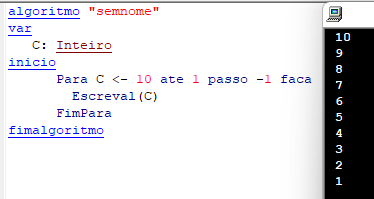 algoritmo "semnome"
var
C: Inteiro
inicio
Para C <- 10 ate 1 passo -1 faca
Escreval(C)
FimPara
fimalgoritmo
10
9
8
7
6
5
4
3
2
1